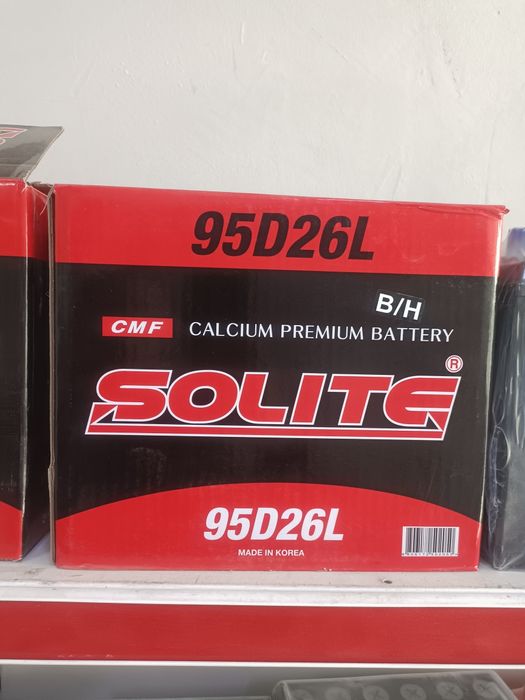 95D26L
B/H
CMF CALCIUM PREMIUM BATTERY
SOLITE®
95D26L
MADE IN KOREA